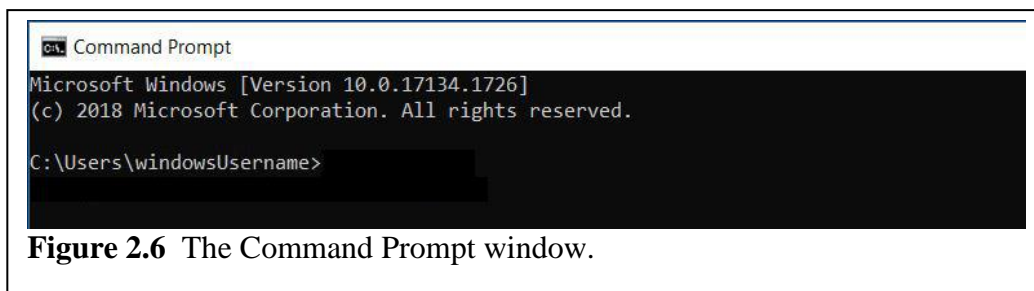 Command Prompt
Microsoft Windows [Version 10.0.17134.1726]
(c) 2018 Microsoft Corporation. All rights reserved.
C:\Users\windowsUsername>
Figure 2.6 The Command Prompt window.